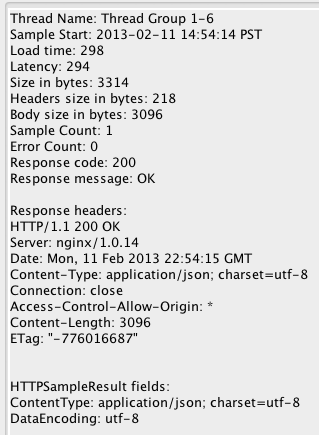 Thread Name: Thread Group 1-6
Sample Start: 2013-02-11 14:54:14 PST
Load time: 298
Latency: 294
Size in bytes: 3314
Headers size in bytes: 218
Body size in bytes: 3096
Sample Count: 1
Error Count: 0
Response code: 200
Response message: OK
Response headers:
HTTP/1.1 200 OK
Server: nginx/1.0.14
Date: Mon, 11 Feb 2013 22:54:15 GMT
Content-Type: application/json; charset=utf-8
Connection: close
Access-Control-Allow-Origin: *
Content-Length: 3096
ETag: "-776016687"
HTTPSampleResult fields:
ContentType: application/json; charset=utf-8
DataEncoding: utf-8